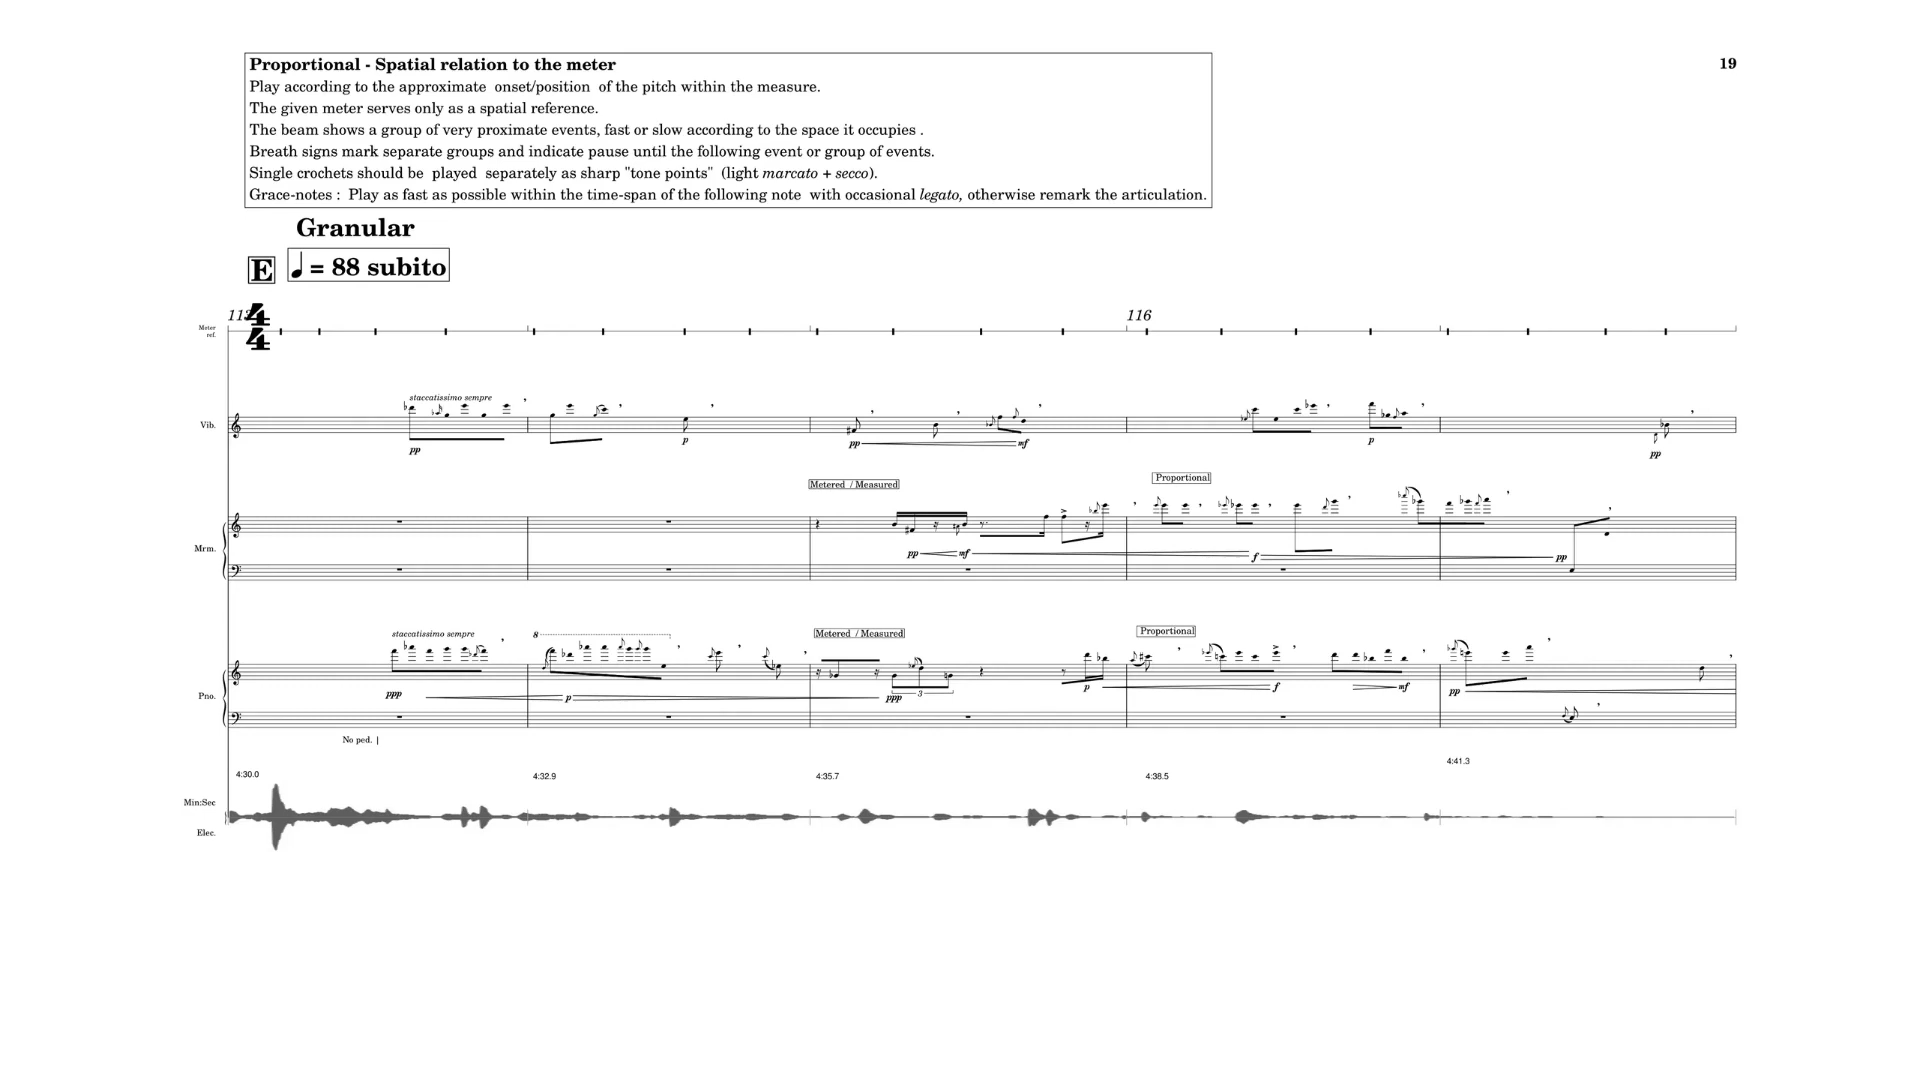 Proportional - Spatial relation to the meter
19
Play according to the approximate onset/position of the pitch within the measure.
The given meter serves only as a spatial reference.
The beam shows a group of very proximate events, fast or slow according to the space it occupies .
Breath signs mark separate groups and indicate pause until the following event or group of events.
Single crochets should be played separately as sharp "tone points" (light marcato + secco).
Grace-notes : Play as fast as possible within the time-span of the following note with occasional legato, otherwise remark the articulation.
Granular
E ♩ = 88 subito
116
Meter
ref.
4
4
staccatissimo sempre
Vib.
pp p pp mf p pp
Metered / Measured Proportional
Mrm.
pp mf f pp
staccatissimo sempre 8 Metered / Measured Proportional
Pno.
ppp p ppp 3 p f mf pp
No ped.
4:30.0 4:32.9 4:35.7 4:38.5 4:41.3
Min:Sec
Elec.